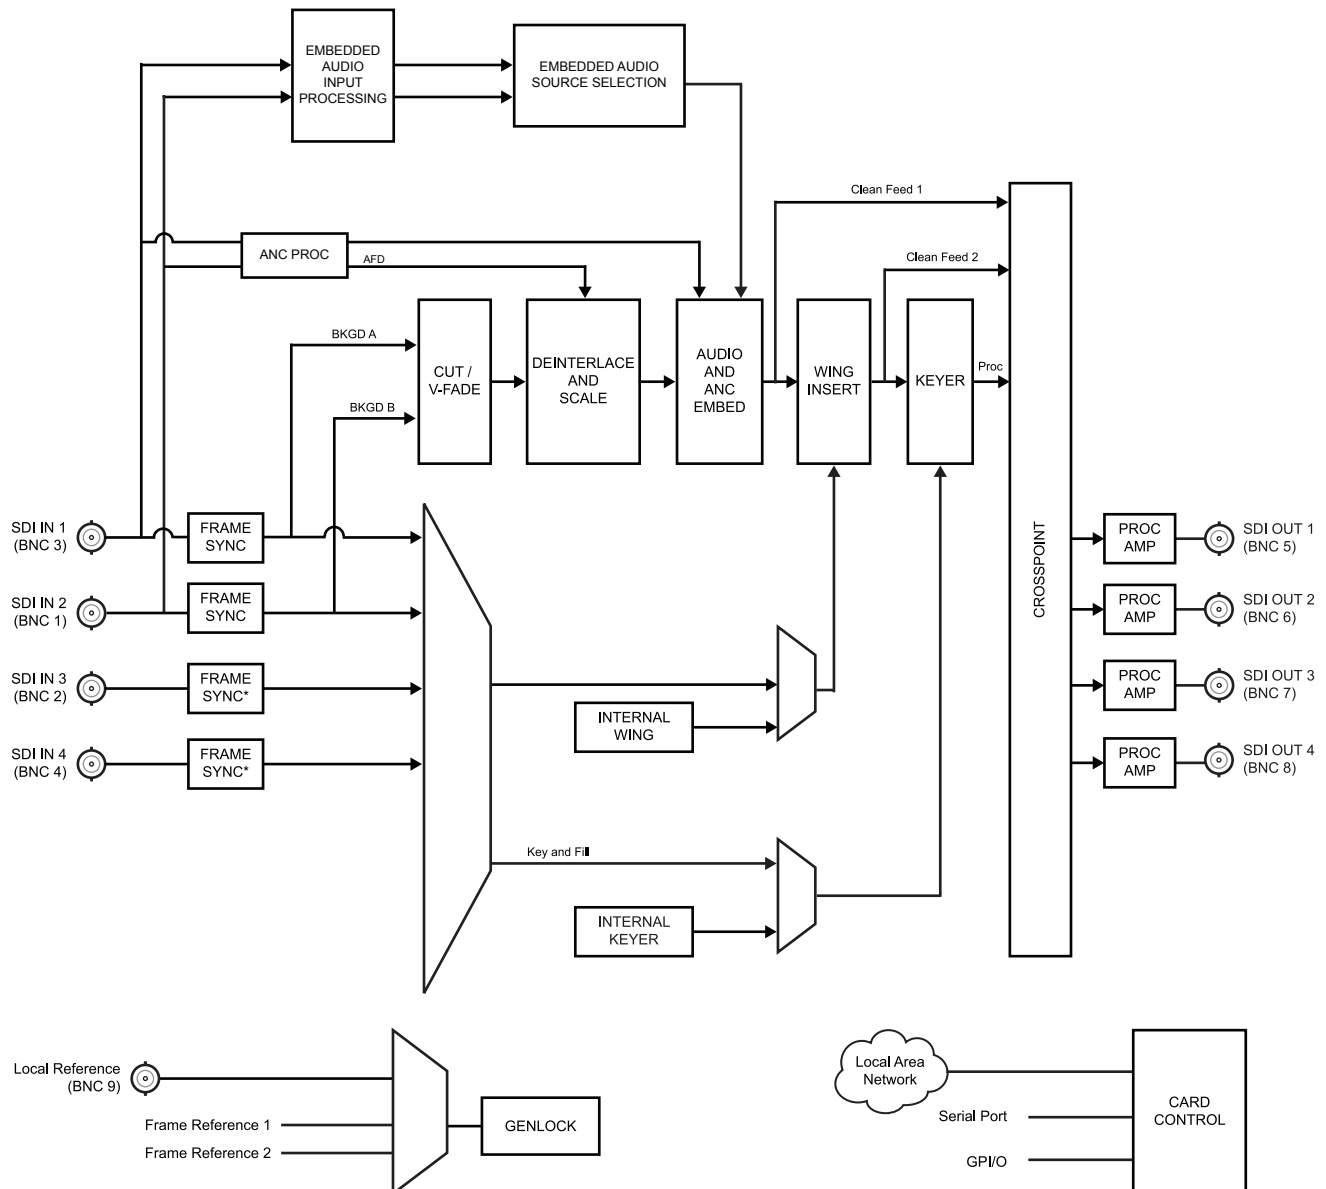 EMBEDDED
AUDIO
INPUT
PROCESSING
EMBEDDED AUDIO
SOURCE SELECTION
Clean Feed 1
ANC PROC
AFD
Clean Feed 2
BKGD A
BKGD B
CUT /
V-FADE
DEINTERLACE
AND
SCALE
AUDIO
AND
ANC
EMBED
WING
INSERT
KEYER
Proc
CROSSPOINT
SDI IN 1
(BNC 3)
FRAME
SYNC
SDI IN 2
(BNC 1)
FRAME
SYNC
SDI IN 3
(BNC 2)
FRAME
SYNC*
SDI IN 4
(BNC 4)
FRAME
SYNC*
INTERNAL
WING
Key and Fill
INTERNAL
KEYER
PROC
AMP
SDI OUT 1
(BNC 5)
PROC
AMP
SDI OUT 2
(BNC 6)
PROC
AMP
SDI OUT 3
(BNC 7)
PROC
AMP
SDI OUT 4
(BNC 8)
Local Reference
(BNC 9)
Frame Reference 1
Frame Reference 2
GENLOCK
Local Area
Network
Serial Port
GPI/O
CARD
CONTROL